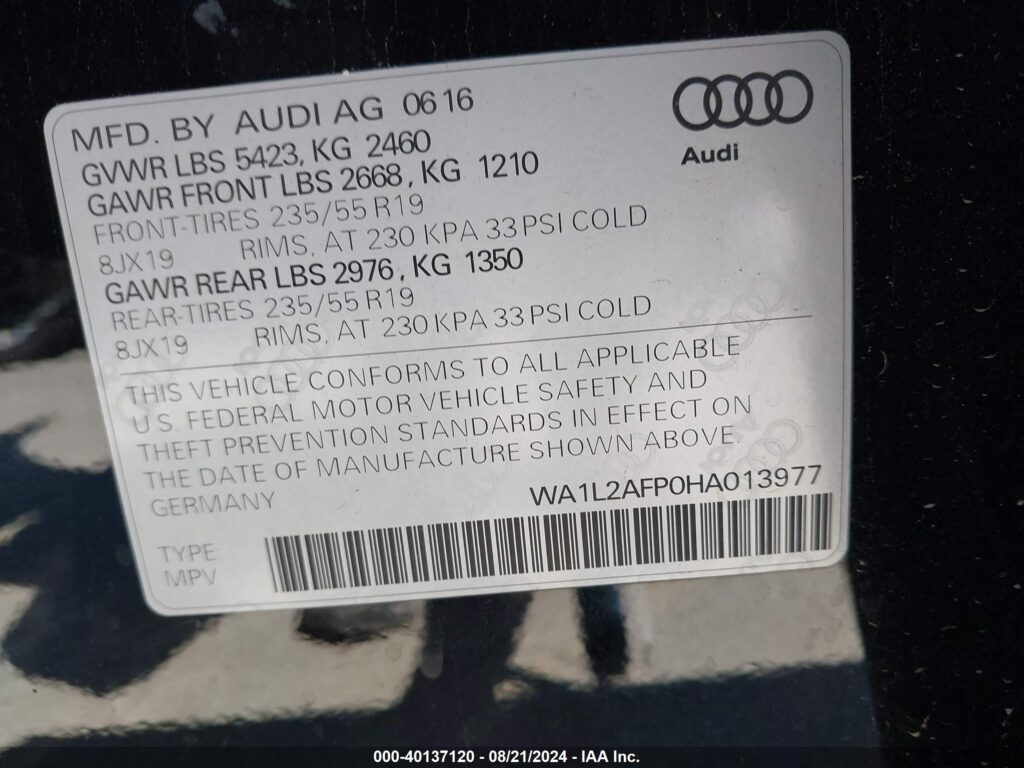 MFD. BY AUDI AG 06 16
GVWR LBS 5423, KG 2460
GAWR FRONT LBS 2668, KG 1210
FRONT-TIRES 235/55 R19
8JX19 RIMS, AT 230 KPA 33 PSI COLD
GAWR REAR LBS 2976, KG 1350
REAR-TIRES 235/55 R19
8JX19 RIMS, AT 230 KPA 33 PSI COLD
Audi
THIS VEHICLE CONFORMS TO ALL APPLICABLE
U.S. FEDERAL MOTOR VEHICLE SAFETY AND
THEFT PREVENTION STANDARDS IN EFFECT ON
THE DATE OF MANUFACTURE SHOWN ABOVE.
GERMANY
WA1L2AFP0HA013977
TYPE:
MPV
000-40137120 - 08/21/2024 - IAA Inc.